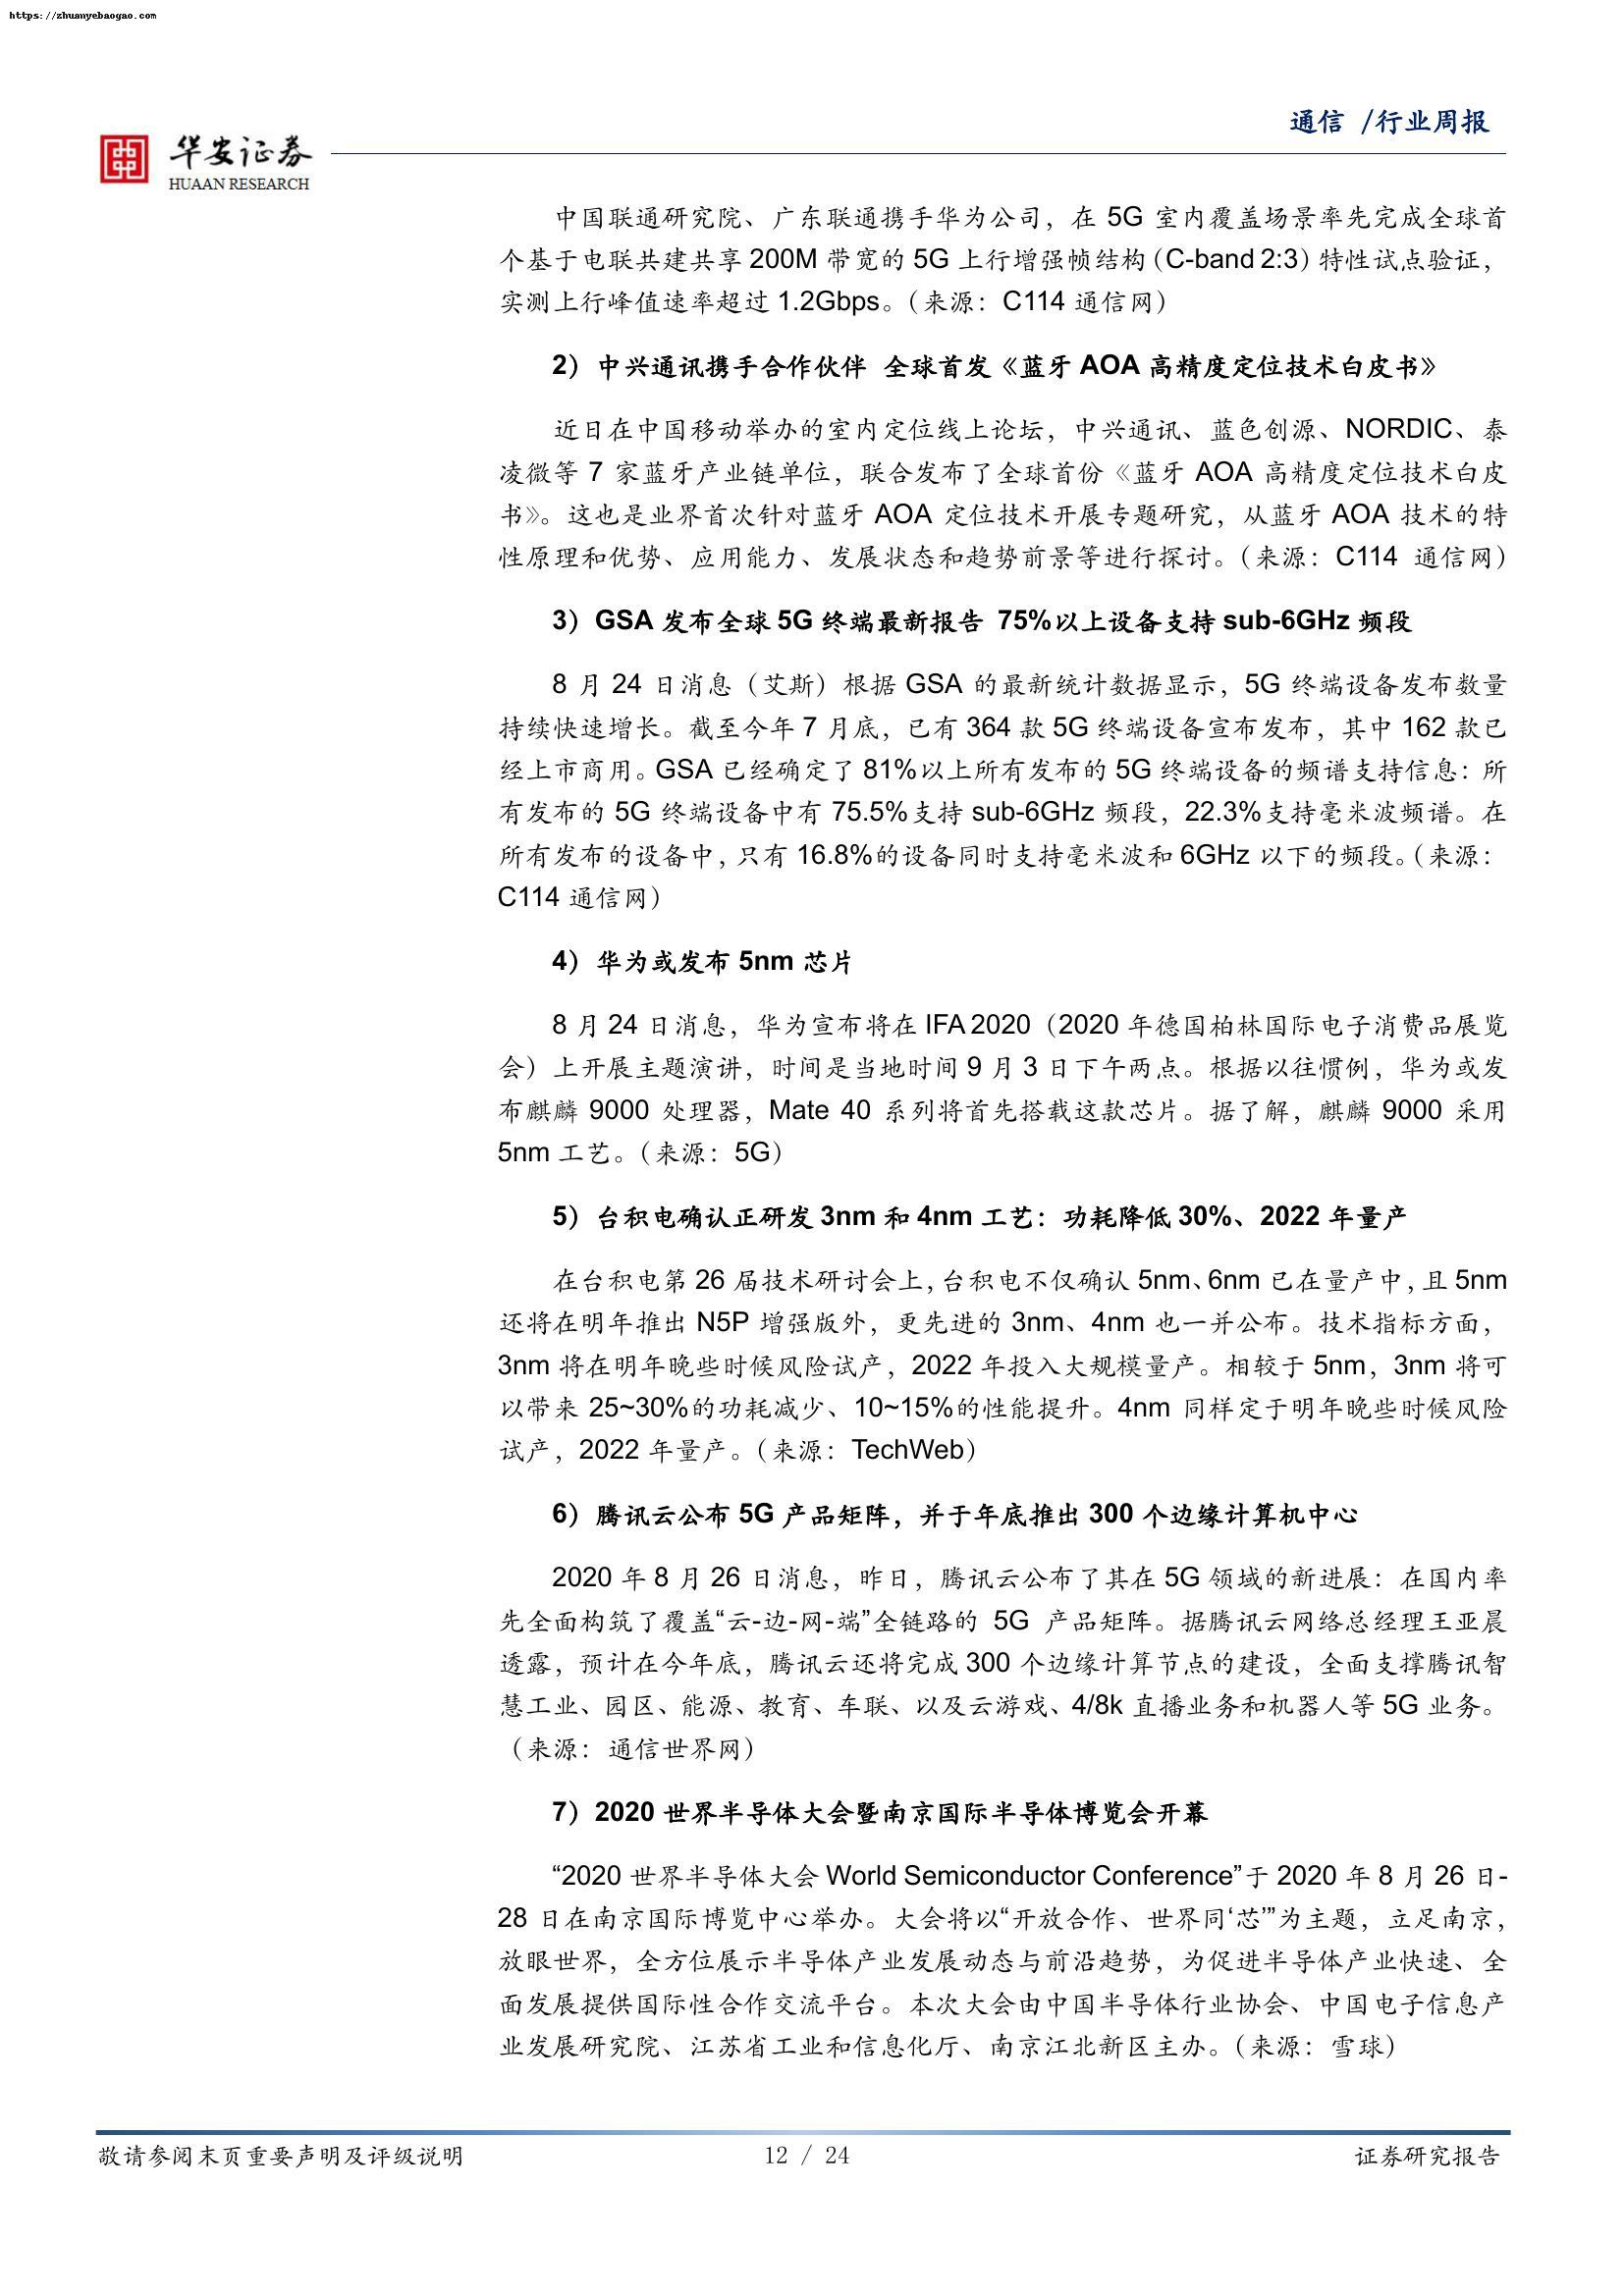 https://zhuanyebaogao.com
通信 /行业周报
华安证券
HUAAN RESEARCH
中国联通研究院、广东联通携手华为公司，在 5G 室内覆盖场景率先完成全球首
个基于电联共建共享 200M 带宽的 5G 上行增强帧结构（C-band 2:3）特性试点验证，
实测上行峰值速率超过 1.2Gbps。（来源：C114 通信网）
2）中兴通讯携手合作伙伴 全球首发《蓝牙 AOA 高精度定位技术白皮书》
近日在中国移动举办的室内定位线上论坛，中兴通讯、蓝色创源、NORDIC、泰
凌微等 7 家蓝牙产业链单位，联合发布了全球首份《蓝牙 AOA 高精度定位技术白皮
书》。这也是业界首次针对蓝牙 AOA 定位技术开展专题研究，从蓝牙 AOA 技术的特
性原理和优势、应用能力、发展状态和趋势前景等进行探讨。（来源：C114 通信网）
3）GSA 发布全球 5G 终端最新报告 75%以上设备支持 sub-6GHz 频段
8 月 24 日消息（艾斯）根据 GSA 的最新统计数据显示，5G 终端设备发布数量
持续快速增长。截至今年 7 月底，已有 364 款 5G 终端设备宣布发布，其中 162 款已
经上市商用。GSA 已经确定了 81%以上所有发布的 5G 终端设备的频谱支持信息：所
有发布的 5G 终端设备中有 75.5%支持 sub-6GHz 频段，22.3%支持毫米波频谱。在
所有发布的设备中，只有 16.8%的设备同时支持毫米波和 6GHz 以下的频段。（来源：
C114 通信网）
4）华为或发布 5nm 芯片
8 月 24 日消息，华为宣布将在 IFA 2020（2020 年德国柏林国际电子消费品展览
会）上开展主题演讲，时间是当地时间 9 月 3 日下午两点。根据以往惯例，华为或发
布麒麟 9000 处理器，Mate 40 系列将首先搭载这款芯片。据了解，麒麟 9000 采用
5nm 工艺。（来源：5G）
5）台积电确认正研发 3nm 和 4nm 工艺：功耗降低 30%、2022 年量产
在台积电第 26 届技术研讨会上，台积电不仅确认 5nm、6nm 已在量产中，且 5nm
还将在明年推出 N5P 增强版外，更先进的 3nm、4nm 也一并公布。技术指标方面，
3nm 将在明年晚些时候风险试产，2022 年投入大规模量产。相较于 5nm，3nm 将可
以带来 25~30%的功耗减少、10~15%的性能提升。4nm 同样定于明年晚些时候风险
试产，2022 年量产。（来源：TechWeb）
6）腾讯云公布 5G 产品矩阵，并于年底推出 300 个边缘计算机中心
2020 年 8 月 26 日消息，昨日，腾讯云公布了其在 5G 领域的新进展：在国内率
先全面构筑了覆盖“云-边-网-端”全链路的 5G 产品矩阵。据腾讯云网络总经理王亚晨
透露，预计在今年底，腾讯云还将完成 300 个边缘计算节点的建设，全面支撑腾讯智
慧工业、园区、能源、教育、车联、以及云游戏、4/8k 直播业务和机器人等 5G 业务。
（来源：通信世界网）
7）2020 世界半导体大会暨南京国际半导体博览会开幕
“2020 世界半导体大会 World Semiconductor Conference”于 2020 年 8 月 26 日-
28 日在南京国际博览中心举办。大会将以“开放合作、世界同‘芯’”为主题，立足南京，
放眼世界，全方位展示半导体产业发展动态与前沿趋势，为促进半导体产业快速、全
面发展提供国际性合作交流平台。本次大会由中国半导体行业协会、中国电子信息产
业发展研究院、江苏省工业和信息化厅、南京江北新区主办。（来源：雪球）
敬请参阅末页重要声明及评级说明
12 / 24
证券研究报告